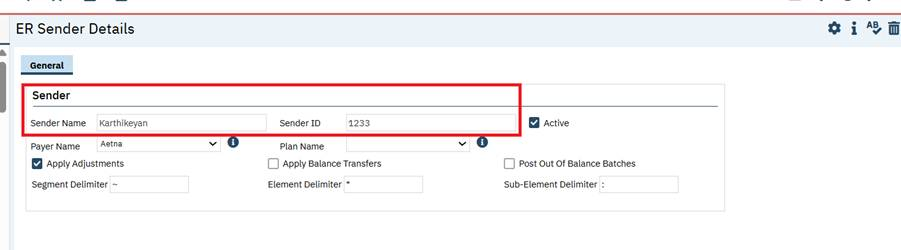 ER Sender Details
General
Sender
Sender Name Karthikeyan Sender ID 1233 Active
Payer Name Aetna Plan Name
Apply Adjustments Apply Balance Transfers Post Out Of Balance Batches
Segment Delimiter ~ Element Delimiter * Sub-Element Delimiter :